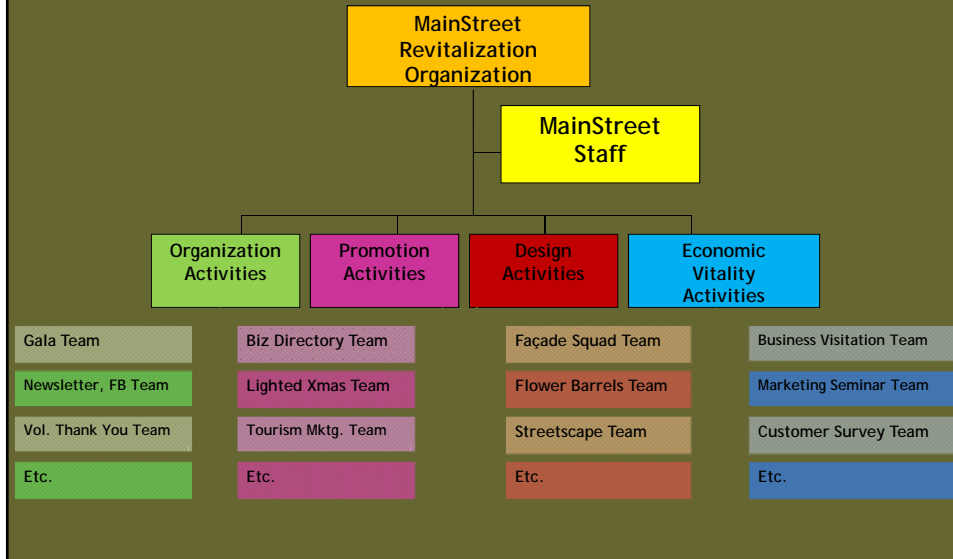 MainStreet
Revitalization
Organization
MainStreet
Staff
Organization
Activities
Promotion
Activities
Design
Activities
Economic
Vitality
Activities
Gala Team
Biz Directory Team
Façade Squad Team
Business Visitation Team
Newsletter, FB Team
Lighted Xmas Team
Flower Barrels Team
Marketing Seminar Team
Vol. Thank You Team
Tourism Mktg. Team
Streetscape Team
Customer Survey Team
Etc.
Etc.
Etc.
Etc.